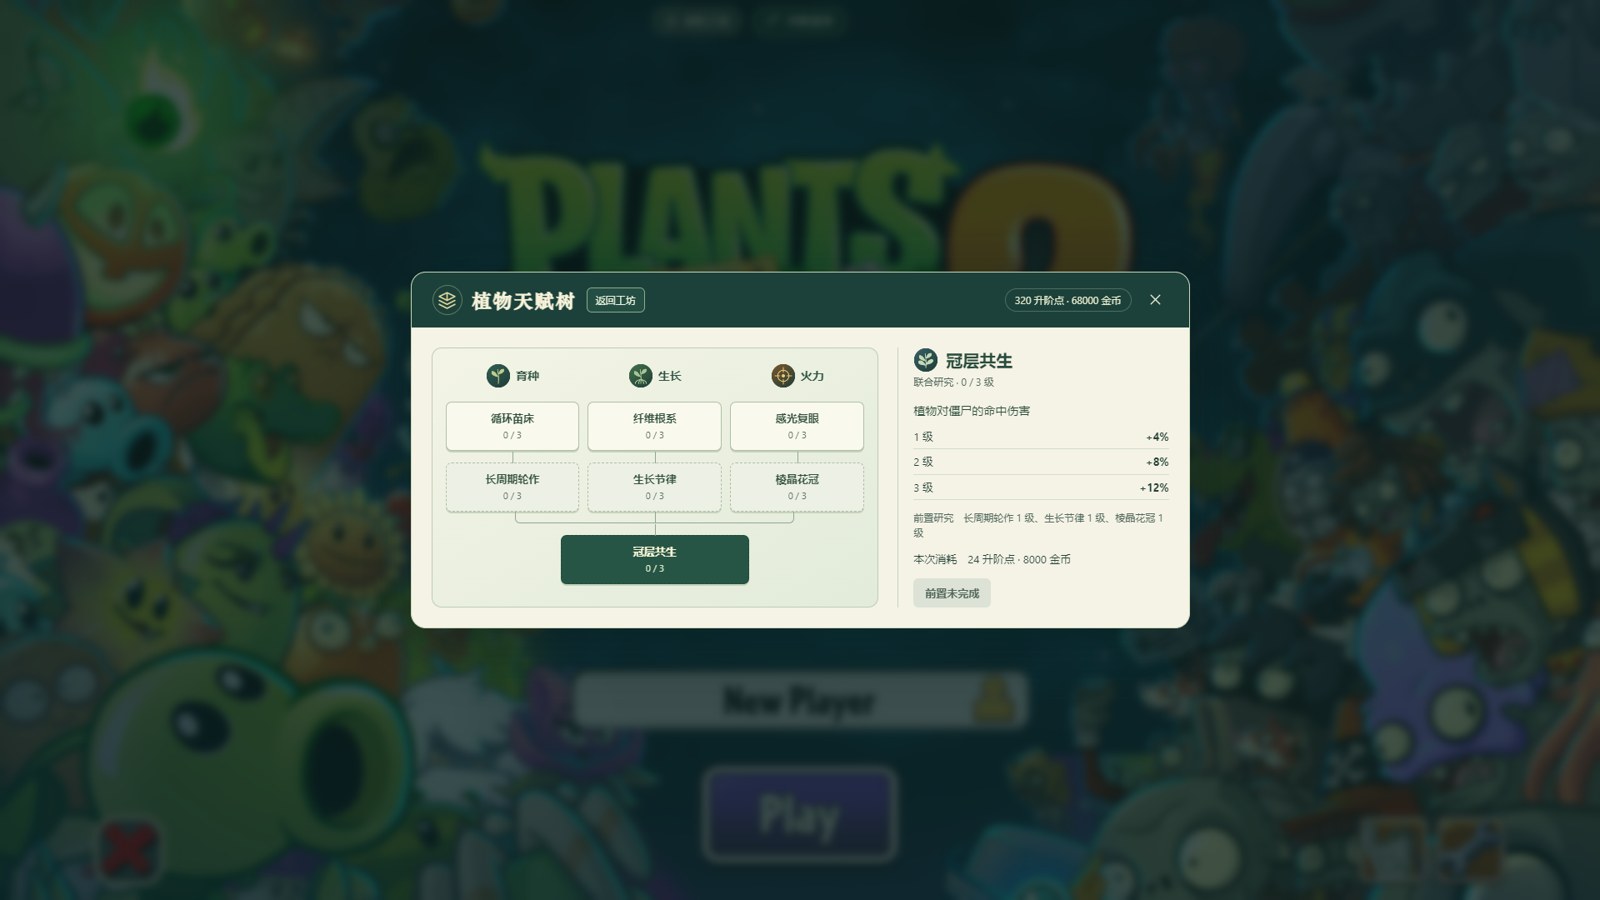 PLANTS
2
植物天赋树
返回工坊
320 升阶点 · 68000 金币
育种
生长
火力
循环苗床
0 / 3
纤维根系
0 / 3
感光复眼
0 / 3
长周期轮作
0 / 3
生长节律
0 / 3
棱晶花冠
0 / 3
冠层共生
0 / 3
冠层共生
联合研究 · 0 / 3 级
植物对僵尸的命中伤害
1 级 +4%
2 级 +8%
3 级 +12%
前置研究 长周期轮作 1 级、生长节律 1 级、棱晶花冠 1
级
本次消耗 24 升阶点 · 8000 金币
前置未完成
New Player
Play